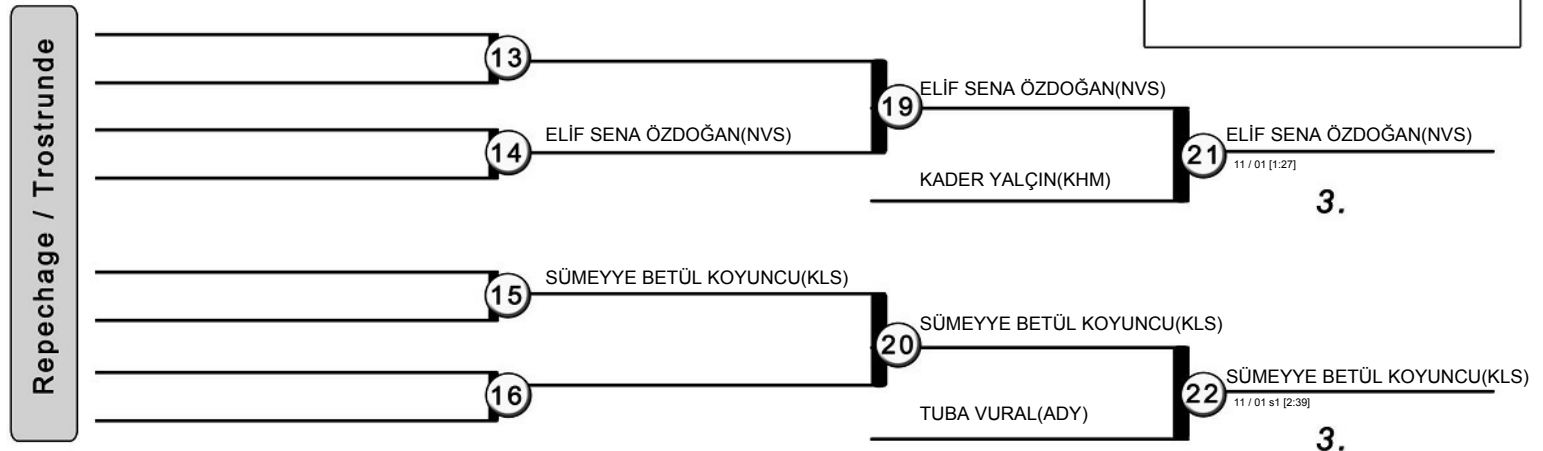 Repechage / Trostrunde
13
14
ELİF SENA ÖZDOĞAN(NVS)
19
ELİF SENA ÖZDOĞAN(NVS)
KADER YALÇIN(KHM)
21
ELİF SENA ÖZDOĞAN(NVS)
11 / 01 [1:27]
3.
15
SÜMEYYE BETÜL KOYUNCU(KLS)
16
20
SÜMEYYE BETÜL KOYUNCU(KLS)
TUBA VURAL(ADY)
22
SÜMEYYE BETÜL KOYUNCU(KLS)
11 / 01 s1 [2:39]
3.